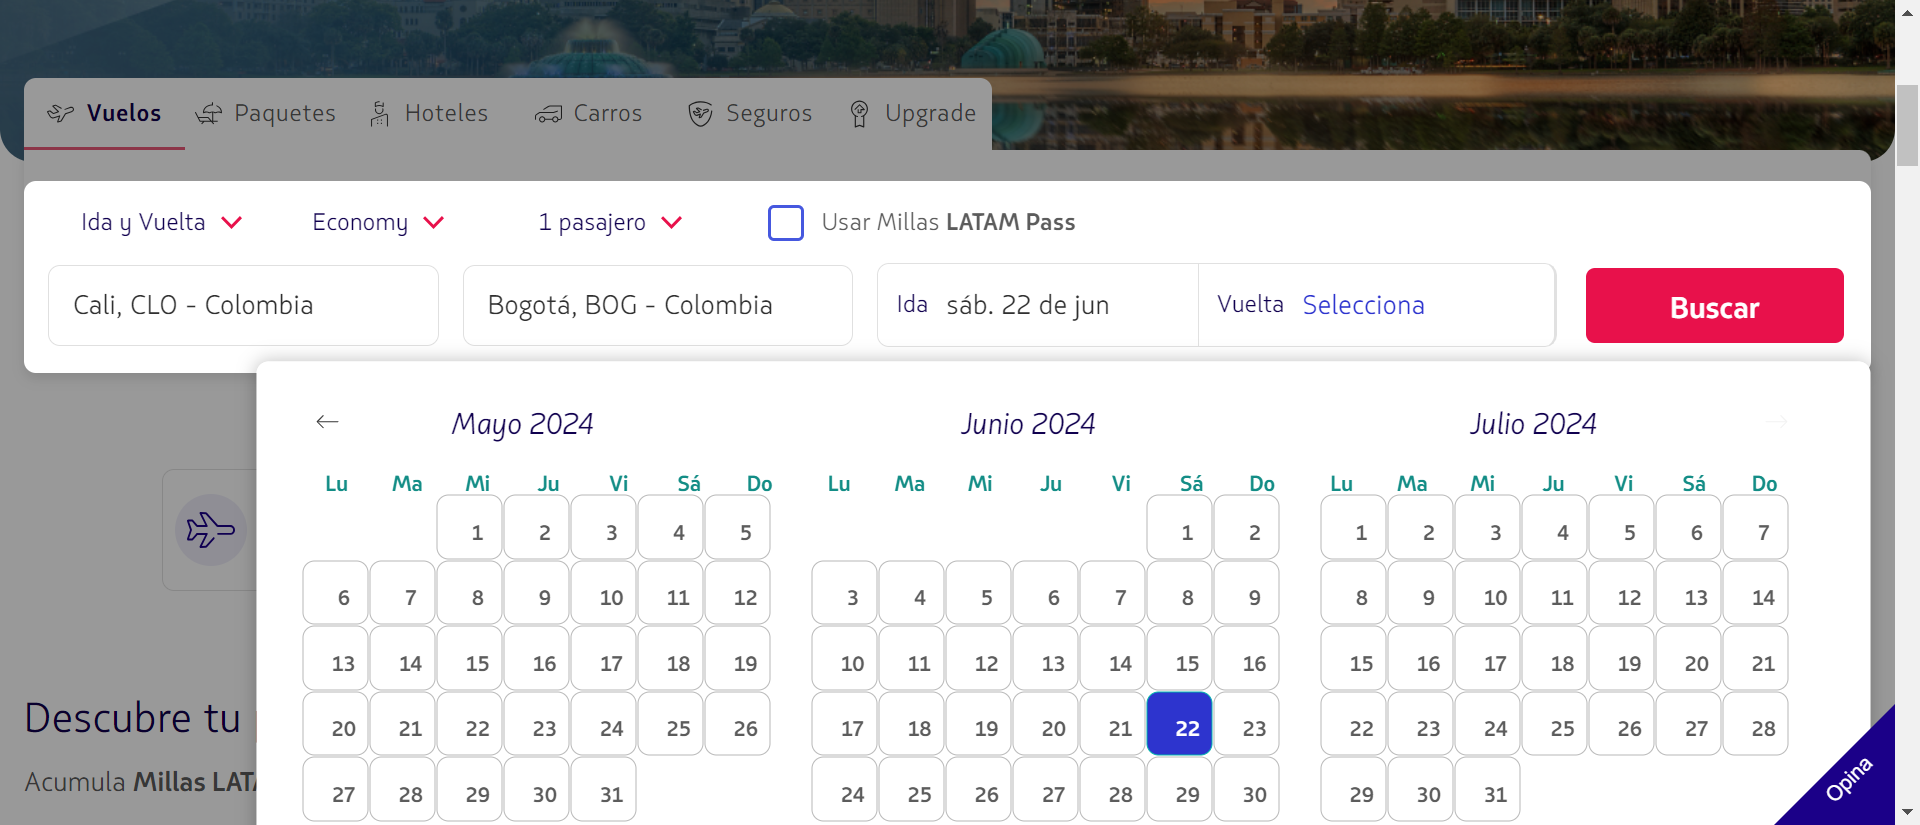 Vuelos Paquetes Hoteles Carros Seguros Upgrade
Ida y Vuelta Economy 1 pasajero Usar Millas LATAM Pass
Cali, CLO - Colombia Bogotá, BOG - Colombia Ida sáb. 22 de jun Vuelta Selecciona Buscar
Mayo 2024 Junio 2024 Julio 2024
Lu Ma Mi Ju Vi Sá Do Lu Ma Mi Ju Vi Sá Do Lu Ma Mi Ju Vi Sá Do
1 2 3 4 5 1 2 1 2 3 4 5 6 7
6 7 8 9 10 11 12 3 4 5 6 7 8 9 8 9 10 11 12 13 14
13 14 15 16 17 18 19 10 11 12 13 14 15 16 15 16 17 18 19 20 21
20 21 22 23 24 25 26 17 18 19 20 21 22 23 22 23 24 25 26 27 28
27 28 29 30 31 24 25 26 27 28 29 30 29 30 31
Descubre tu
Acumula Millas LATA
Opina